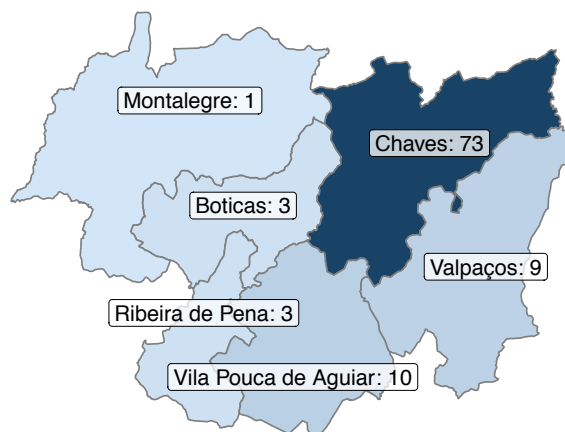 Montalegre: 1
Chaves: 73
Boticas: 3
Valpaços: 9
Ribeira de Pena: 3
Vila Pouca de Aguiar: 10